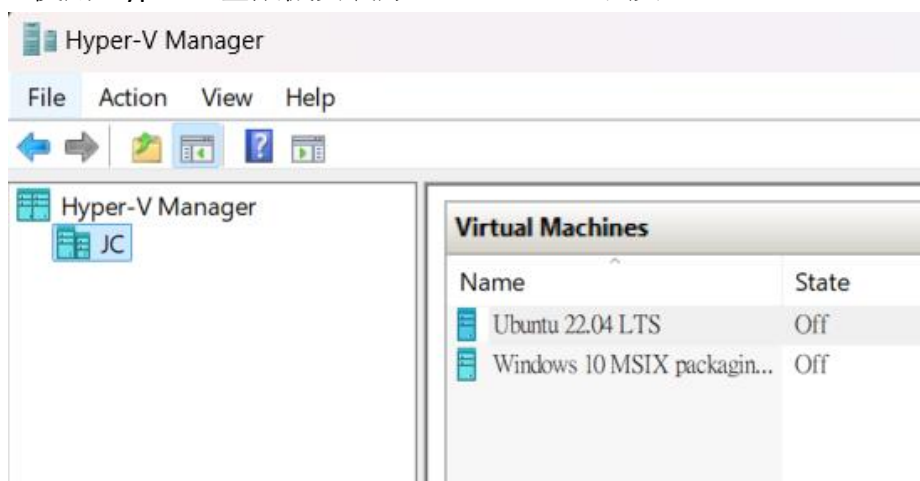 Hyper-V Manager
File Action View Help
Hyper-V Manager
JC
Virtual Machines
Name State
Ubuntu 22.04 LTS Off
Windows 10 MSIX packagin... Off